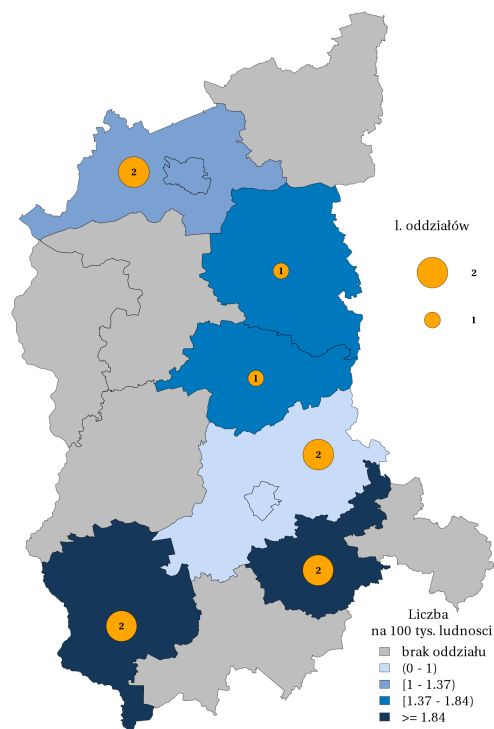 2
1
l. oddziałów
2
1
1
2
2
2
Liczba
na 100 tys. ludnosci
brak oddziału
(0 - 1)
[1 - 1.37)
[1.37 - 1.84)
>= 1.84